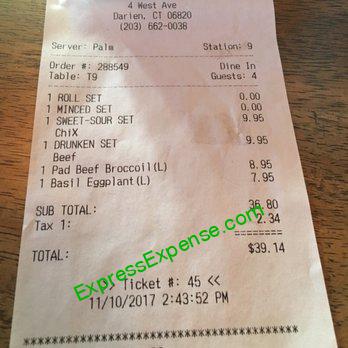 4 West Ave
Darien, CT 06820
(203) 662-0038
Server: Palm Station: 9
Order #: 288549 Dine In
Table: T9 Guests: 4
1 ROLL SET 0.00
1 MINCED SET 0.00
1 SWEET-SOUR SET 9.95
ChiX
1 DRUNKEN SET 9.95
Beef
1 Pad Beef Broccoil(L) 8.95
1 Basil Eggplant(L) 7.95
SUB TOTAL: 36.80
Tax 1: 2.34
======
TOTAL: $39.14
ExpressExpense.com
Ticket #: 45 <<
11/10/2017 2:43:52 PM